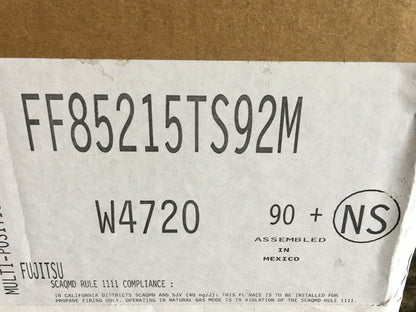 FF85215TS92M
W4720
90 + NS
ASSEMBLED
IN
MEXICO
FUJITSU
SCAQMD RULE 1111 COMPLIANCE :
IN CALIFORNIA DISTRICTS SCAQMD AND SJV (40 ng/J): THIS FURNACE IS TO BE INSTALLED FOR
PROPANE FIRING ONLY. OPERATING IN NATURAL GAS MODE IS IN VIOLATION OF THE SCAQMD RULE 1111.